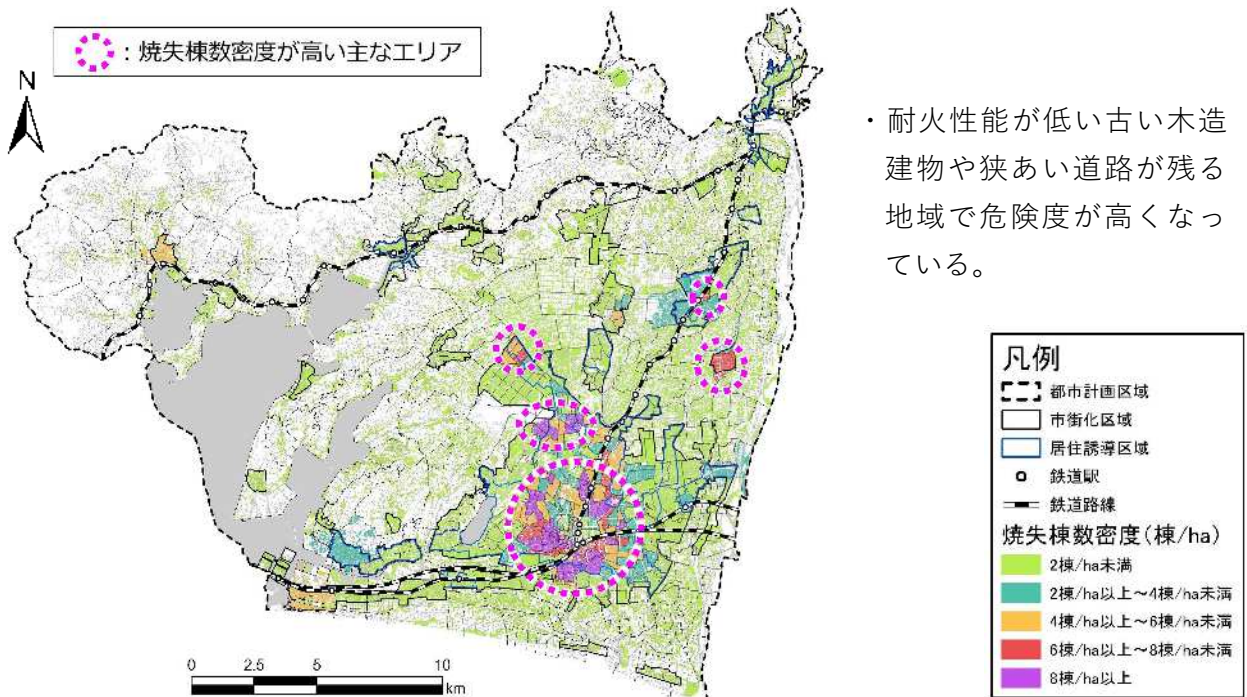 ：焼失棟数密度が高い主なエリア
N
・耐火性能が低い古い木造
建物や狭あい道路が残る
地域で危険度が高くなっ
ている。
凡例
都市計画区域
市街化区域
居住誘導区域
鉄道駅
鉄道路線
焼失棟数密度(棟/ha)
2棟/ha未満
2棟/ha以上～4棟/ha未満
4棟/ha以上～6棟/ha未満
6棟/ha以上～8棟/ha未満
8棟/ha以上
0 2.5 5 10
km